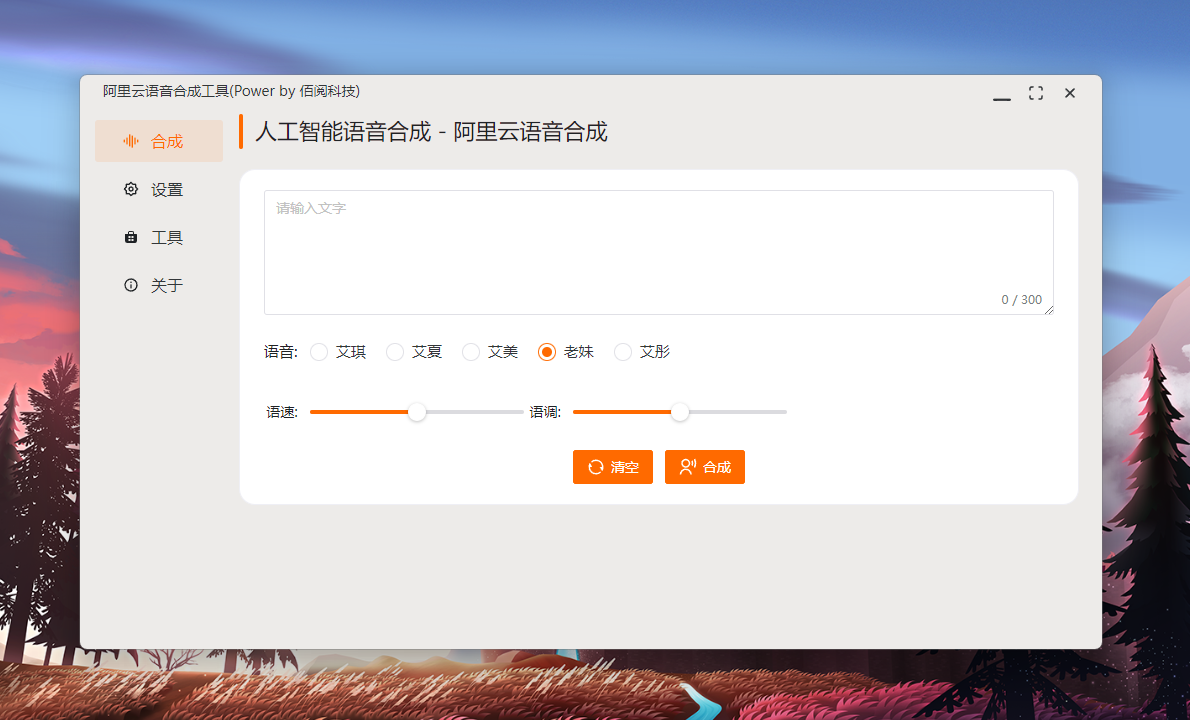 阿里云语音合成工具(Power by 佰阅科技)
合成
设置
工具
关于
人工智能语音合成 - 阿里云语音合成
请输入文字
0 / 300
语音: 艾琪 艾夏 艾美 老妹 艾彤
语速: 语调:
清空 合成